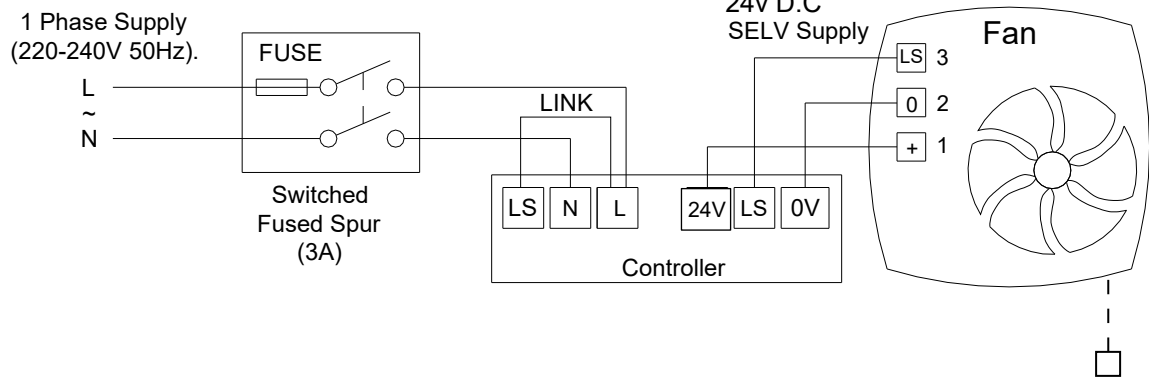 1 Phase Supply
(220-240V 50Hz).
L
~
N
FUSE
Switched
Fused Spur
(3A)
LINK
LS N L 24V LS 0V
Controller
24V D.C
SELV Supply
Fan
LS 3
0 2
+ 1